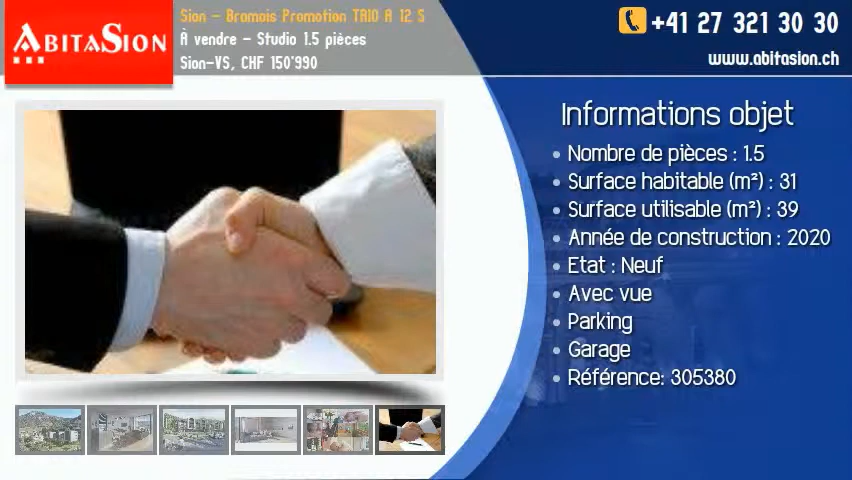 ABITASION
Sion - Bramois Promotion TRIO A 12 S
À vendre - Studio 1.5 pièces
Sion-VS, CHF 150'990
+41 27 321 30 30
www.abitasion.ch
Informations objet
• Nombre de pièces : 1.5
• Surface habitable (m²) : 31
• Surface utilisable (m²) : 39
• Année de construction : 2020
• Etat : Neuf
• Avec vue
• Parking
• Garage
• Référence: 305380